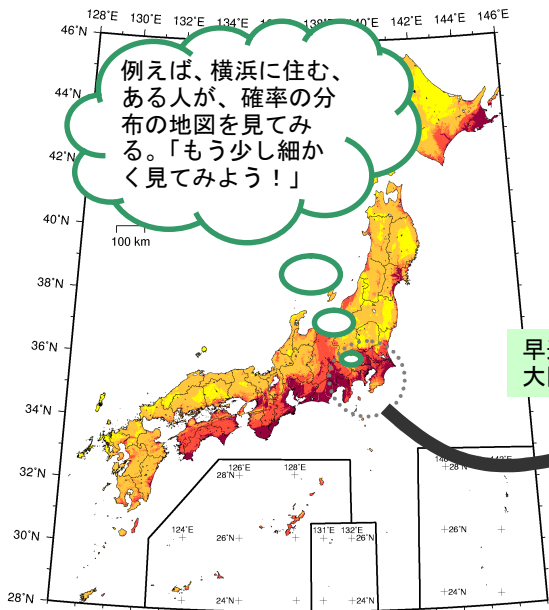 128˚E 130˚E 132˚E 134˚E 136˚E 138˚E 140˚E 142˚E 144˚E 146˚E
46˚N
例えば、横浜に住む、
ある人が、確率の分
布の地図を見てみ
る。「もう少し細か
く見てみよう！」
44˚N
42˚N
40˚N
100 km
38˚N
36˚N
34˚N
32˚N
30˚N
28˚N
126˚E 128˚E
28˚N
124˚E
26˚N
24˚N
131˚E 132˚E
26˚N
24˚N
28˚N
26˚N
24˚N